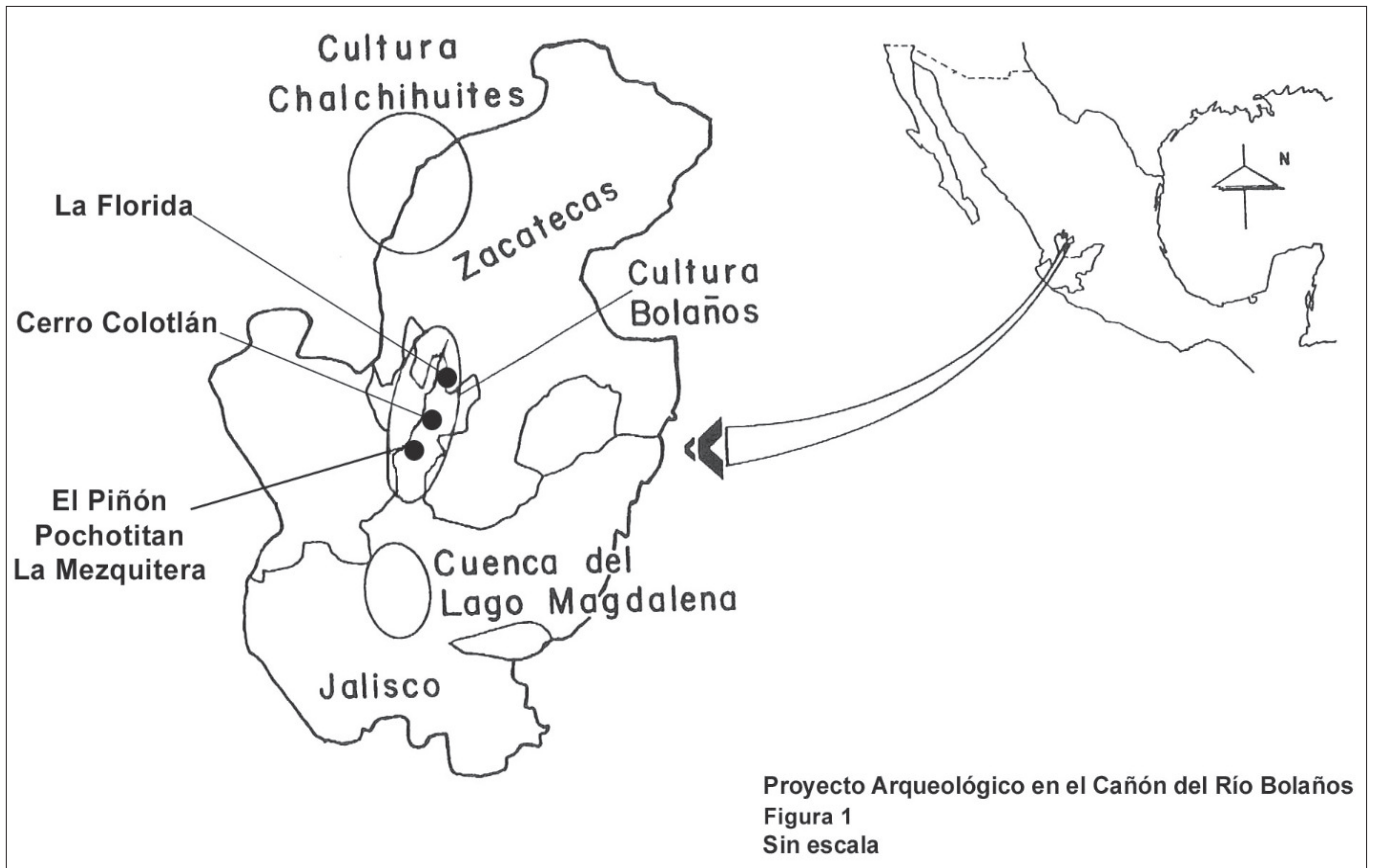 Cultura
Chalchihuites
La Florida
Zacatecas
Cultura
Bolaños
Cerro Colotlán
El Piñón
Pochotitan
La Mezquitera
Cuenca del
Lago Magdalena
Jalisco
N
Proyecto Arqueológico en el Cañón del Río Bolaños
Figura 1
Sin escala